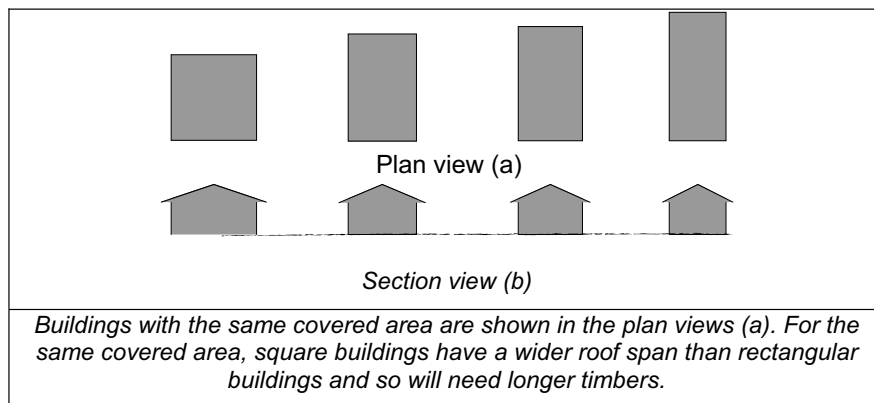 Plan view (a)
Section view (b)
Buildings with the same covered area are shown in the plan views (a). For the
same covered area, square buildings have a wider roof span than rectangular
buildings and so will need longer timbers.